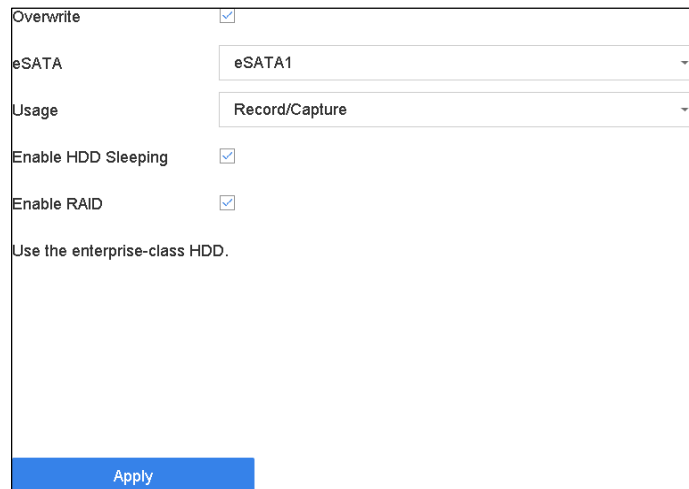 Overwrite
eSATA eSATA1
Usage Record/Capture
Enable HDD Sleeping
Enable RAID
Use the enterprise-class HDD.
Apply